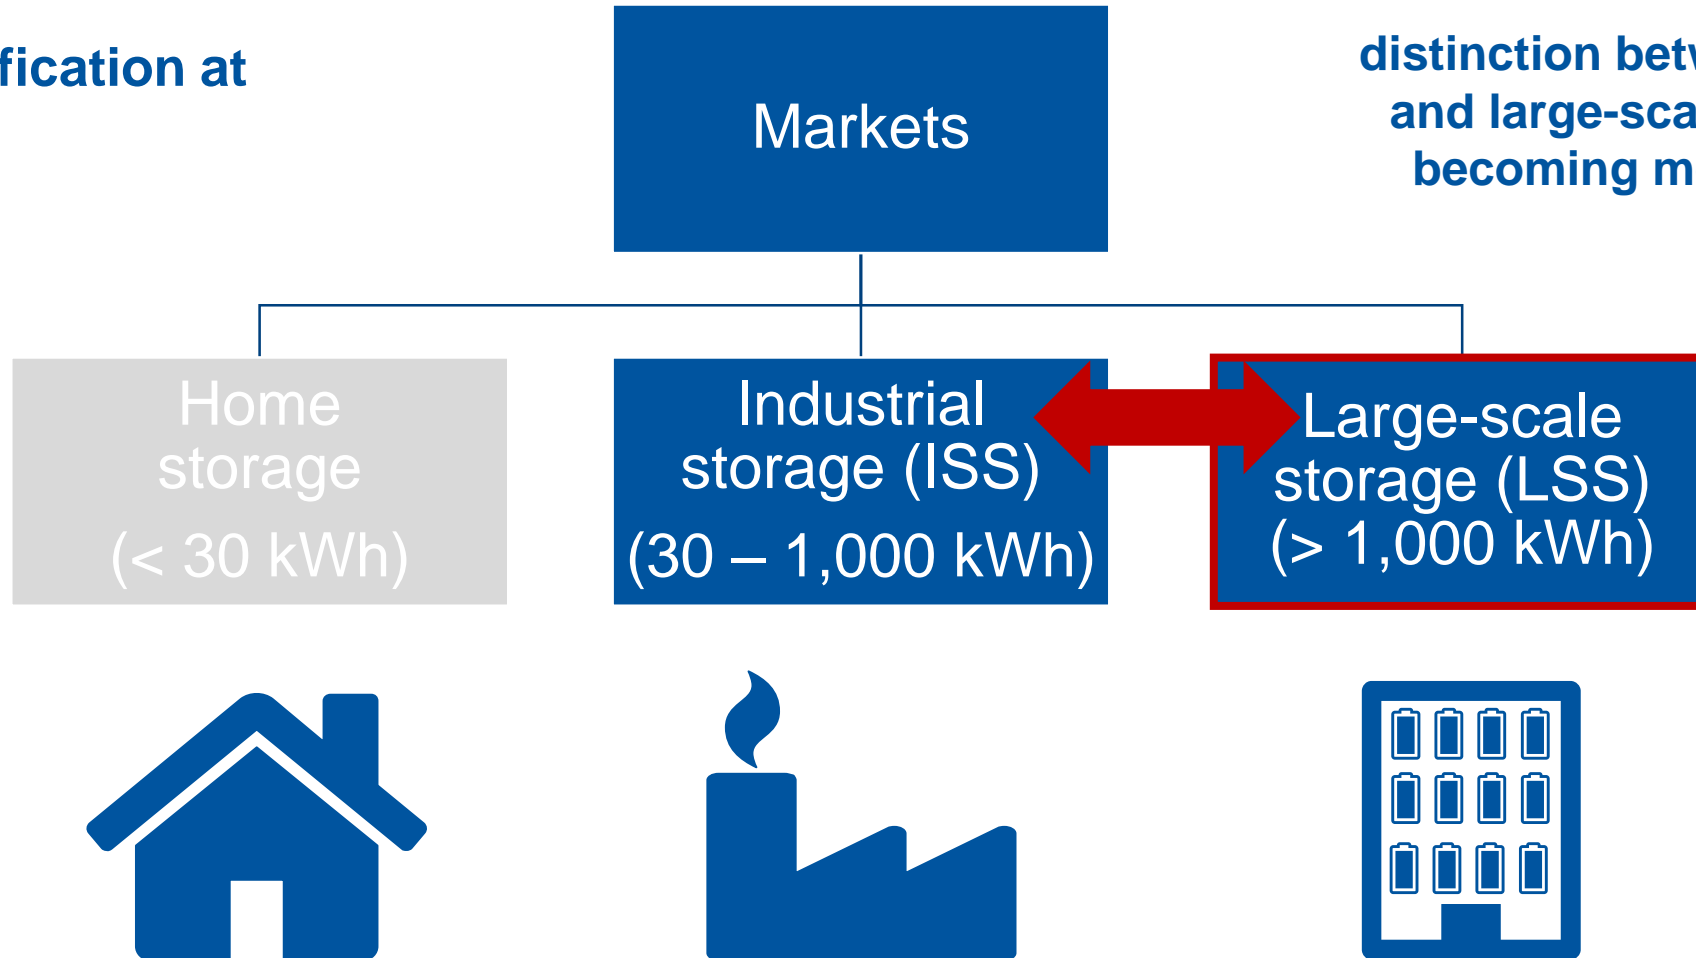 fication at
Markets
distinction betw
and large-sca
becoming m
Home
storage
(< 30 kWh)
Industrial
storage (ISS)
(30 – 1,000 kWh)
Large-scale
storage (LSS)
(> 1,000 kWh)